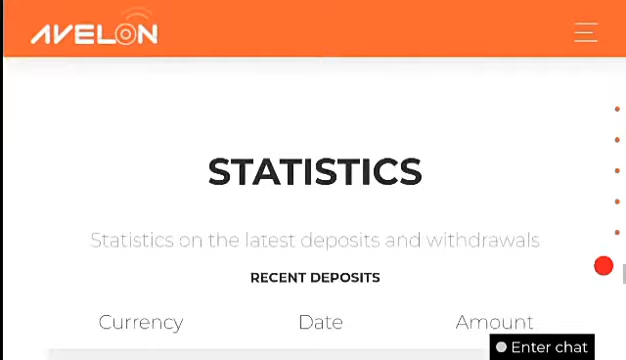 AVELON
STATISTICS
Statistics on the latest deposits and withdrawals
RECENT DEPOSITS
Currency Date Amount
Enter chat